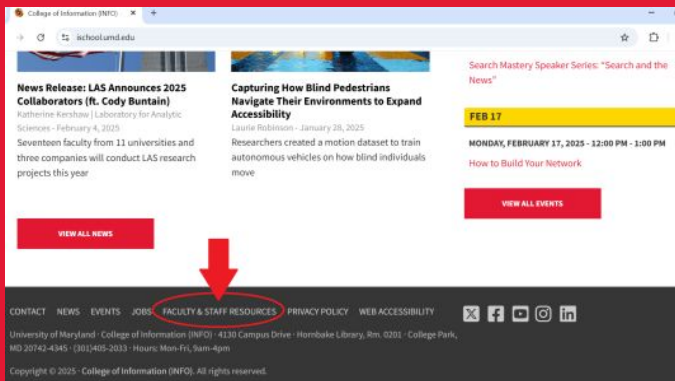 College of Information (INFO)
ischool.umd.edu
News Release: LAS Announces 2025
Collaborators (ft. Cody Buntain)
Katherine Kershaw | Laboratory for Analytic
Sciences - February 4, 2025
Seventeen faculty from 11 universities and
three companies will conduct LAS research
projects this year
Capturing How Blind Pedestrians
Navigate Their Environments to Expand
Accessibility
Laurie Robinson - January 28, 2025
Researchers created a motion dataset to train
autonomous vehicles on how blind individuals
move
Search Mastery Speaker Series: "Search and the
News"
FEB 17
MONDAY, FEBRUARY 17, 2025 - 12:00 PM - 1:00 PM
How to Build Your Network
VIEW ALL NEWS
VIEW ALL EVENTS
CONTACT NEWS EVENTS JOBS FACULTY & STAFF RESOURCES PRIVACY POLICY WEB ACCESSIBILITY
University of Maryland · College of Information (INFO) · 4130 Campus Drive · Hornbake Library, Rm. 0201 · College Park,
MD 20742-4345 · (301)405-2033 · Hours: Mon-Fri, 9am-4pm
Copyright © 2025 · College of Information (INFO). All rights reserved.